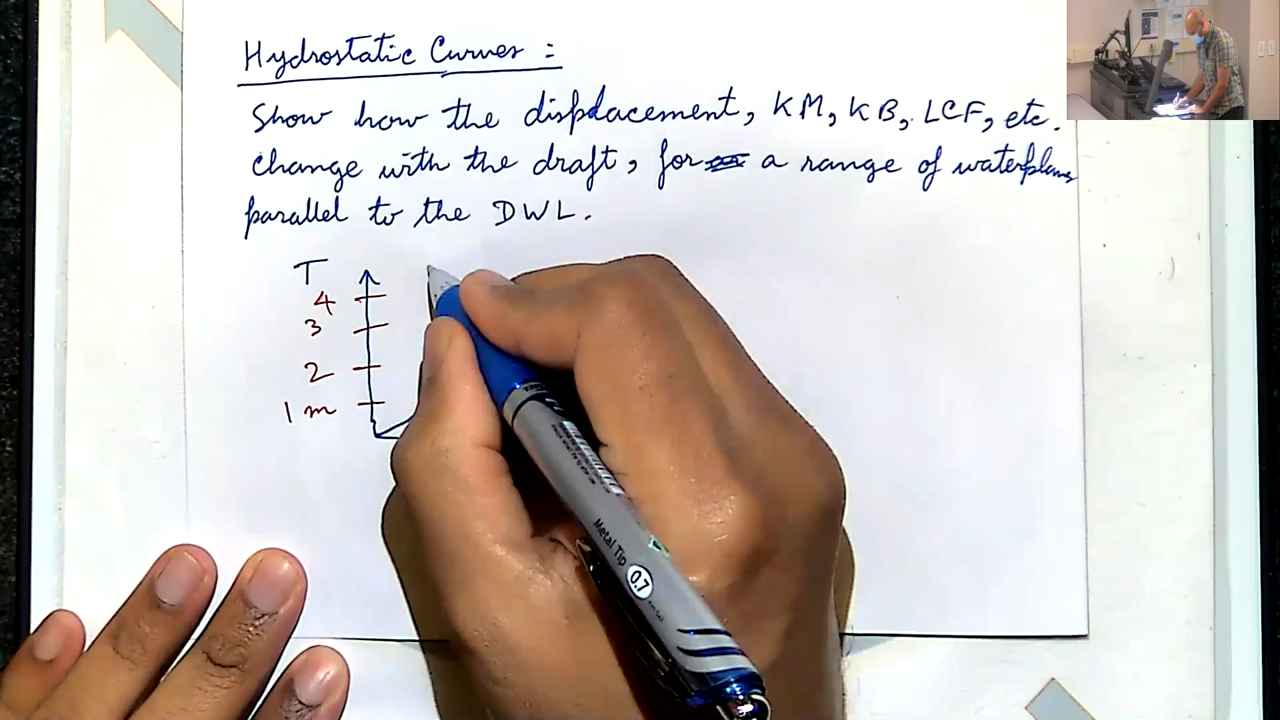 Hydrostatic Curves :
Show how the displacement, KM, KB, LCF, etc.
change with the draft, for a range of waterplanes
parallel to the DWL.
T
4
3
2
1 m
Metal Tip 0.7